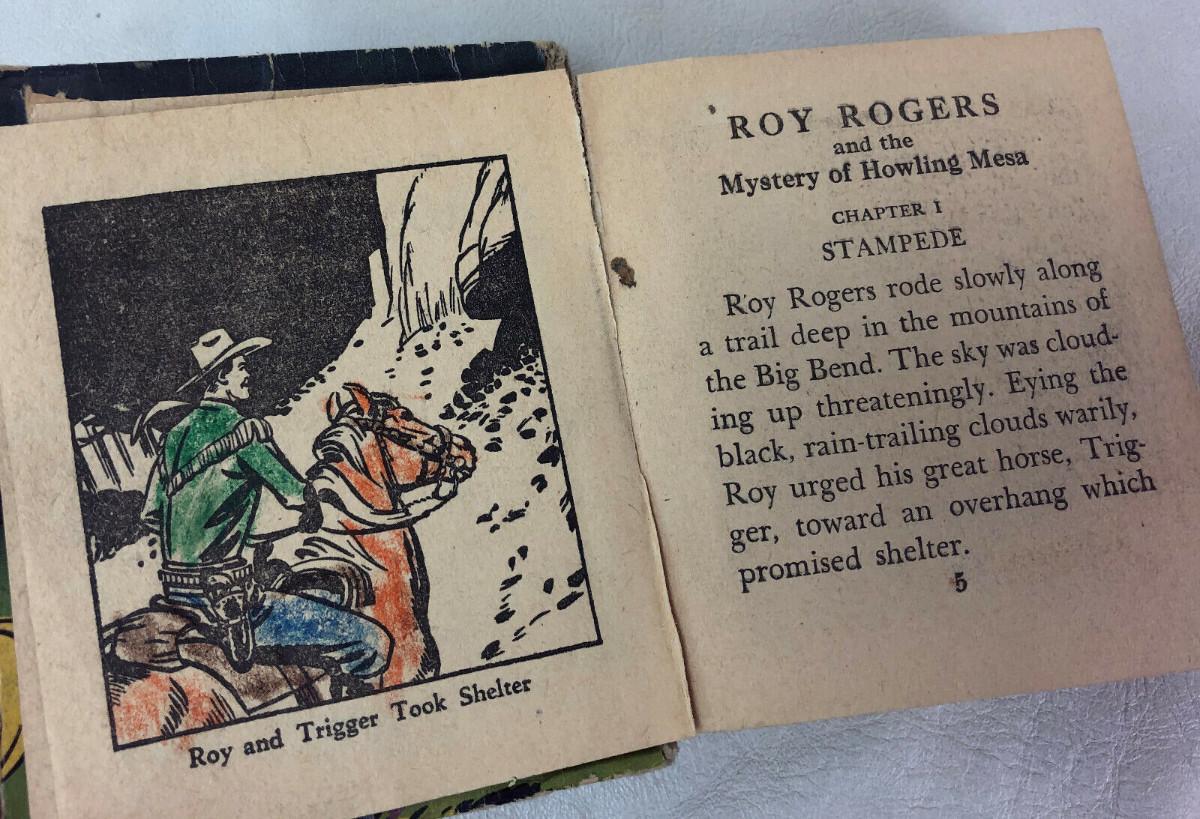 Roy and Trigger Took Shelter
ROY ROGERS
and the
Mystery of Howling Mesa
CHAPTER I
STAMPEDE
Roy Rogers rode slowly along
a trail deep in the mountains of
the Big Bend. The sky was cloud-
ing up threateningly. Eying the
black, rain-trailing clouds warily,
Roy urged his great horse, Trig-
ger, toward an overhang which
promised shelter.
5